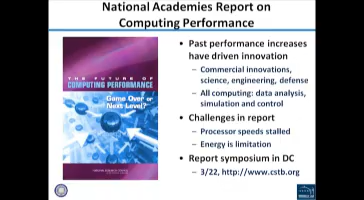 National Academies Report on
Computing Performance
THE FUTURE OF
COMPUTING PERFORMANCE
Game Over or
Next Level?
• Past performance increases
have driven innovation
– Commercial innovations,
science, engineering, defense
– All computing: data analysis,
simulation and control
• Challenges in report
– Processor speeds stalled
– Energy is limitation
• Report symposium in DC
– 3/22, http://www.cstb.org